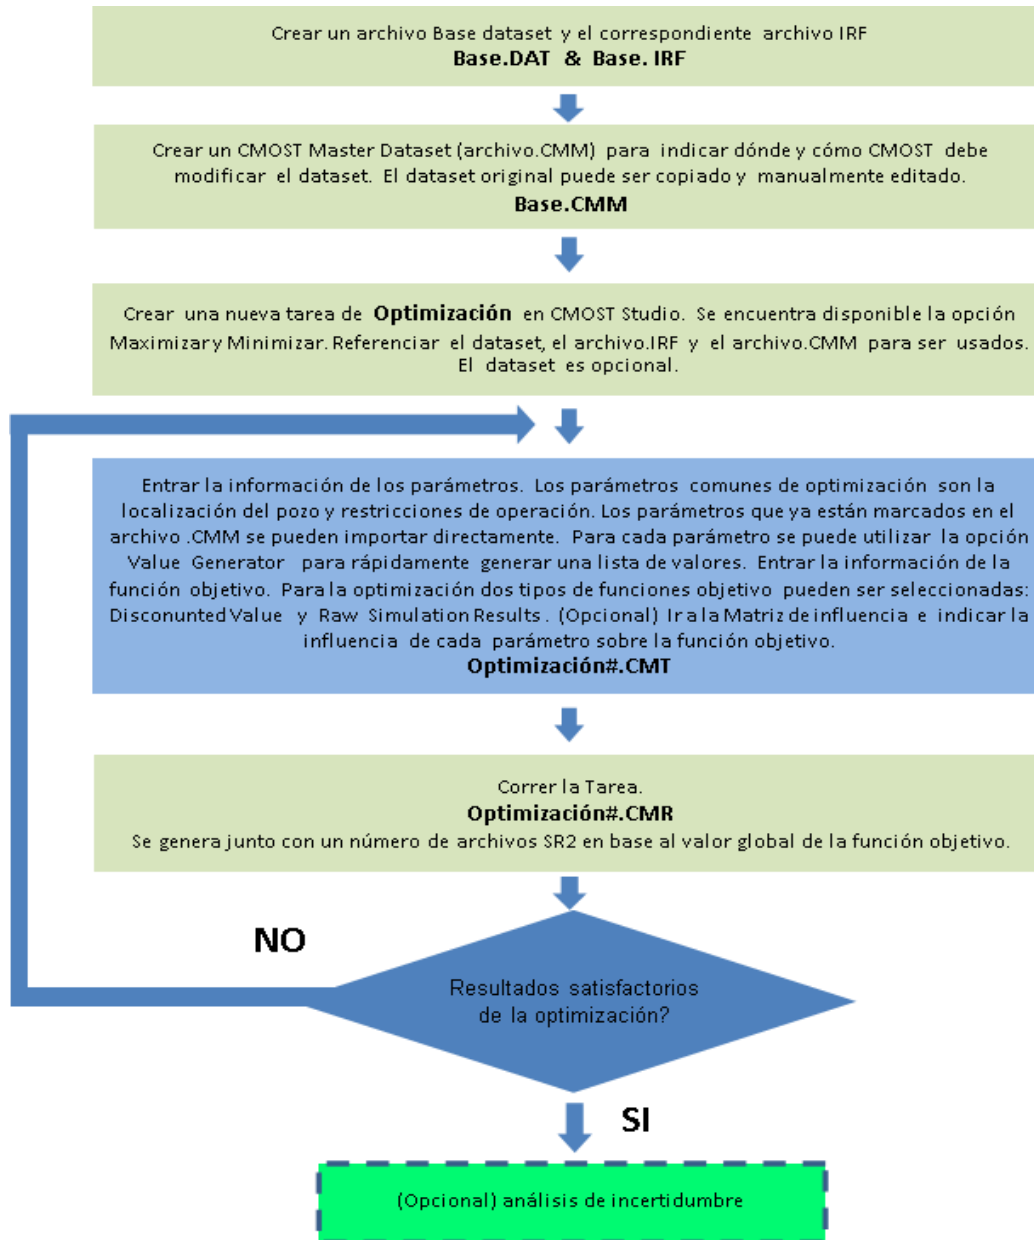 Crear un archivo Base dataset y el correspondiente archivo IRF
Base.DAT & Base. IRF
Crear un CMOST Master Dataset (archivo.CMM) para indicar dónde y cómo CMOST debe
modificar el dataset. El dataset original puede ser copiado y manualmente editado.
Base.CMM
Crear una nueva tarea de Optimización en CMOST Studio. Se encuentra disponible la opción
Maximizar y Minimizar. Referenciar el dataset, el archivo.IRF y el archivo.CMM para ser usados.
El dataset es opcional.
Entrar la información de los parámetros. Los parámetros comunes de optimización son la
localización del pozo y restricciones de operación. Los parámetros que ya están marcados en el
archivo .CMM se pueden importar directamente. Para cada parámetro se puede utilizar la opción
Value Generator para rápidamente generar una lista de valores. Entrar la información de la
función objetivo. Para la optimización dos tipos de funciones objetivo pueden ser seleccionadas:
Disconunted Value y Raw Simulation Results. (Opcional) Ir a la Matriz de influencia e indicar la
influencia de cada parámetro sobre la función objetivo.
Optimización#.CMT
Correr la Tarea.
Optimización#.CMR
Se genera junto con un número de archivos SR2 en base al valor global de la función objetivo.
NO
Resultados satisfactorios
de la optimización?
SI
(Opcional) análisis de incertidumbre